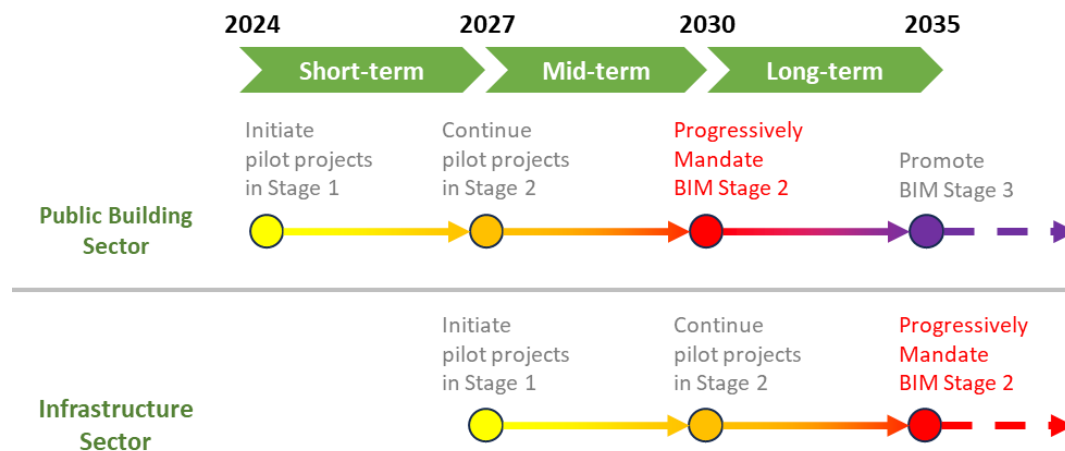 2024 2027 2030 2035
Short-term Mid-term Long-term
Public Building
Sector
Initiate
pilot projects
in Stage 1
Continue
pilot projects
in Stage 2
Progressively
Mandate
BIM Stage 2
Promote
BIM Stage 3
Infrastructure
Sector
Initiate
pilot projects
in Stage 1
Continue
pilot projects
in Stage 2
Progressively
Mandate
BIM Stage 2